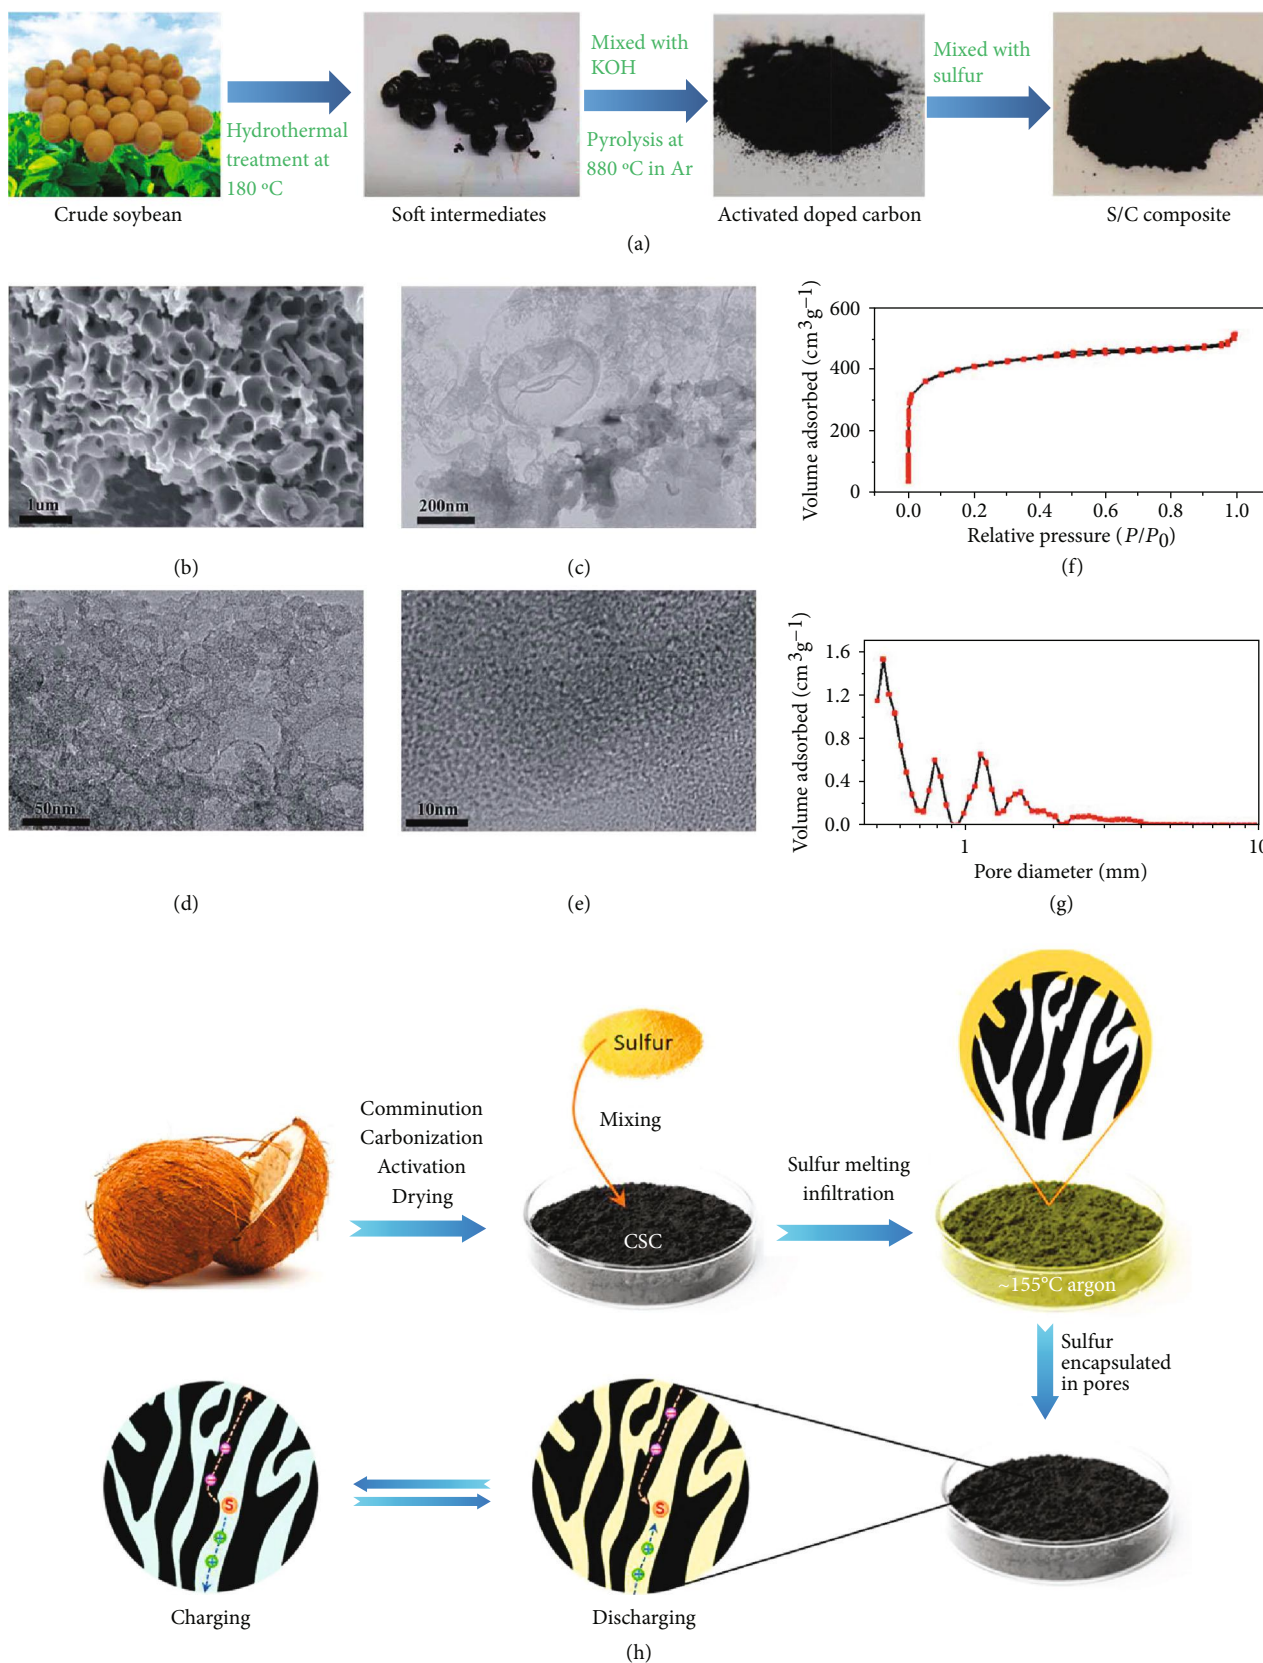 Mixed with
KOH
Mixed with
sulfur
Hydrothermal
treatment at
180 ºC
Pyrolysis at
880 ºC in Ar
Crude soybean
Soft intermediates
Activated doped carbon
S/C composite
(a)
1um
(b)
200nm
(c)
Volume adsorbed (cm³g⁻¹)
600
400
200
0
0.0 0.2 0.4 0.6 0.8 1.0
Relative pressure (P/P0)
(f)
50nm
(d)
10nm
(e)
Volume adsorbed (cm³g⁻¹)
1.6
1.2
0.8
0.4
0.0
1 10
Pore diameter (mm)
(g)
Comminution
Carbonization
Activation
Drying
Sulfur
Mixing
CSC
Sulfur melting
infiltration
~155°C argon
Sulfur
encapsulated
in pores
S
S
Charging
Discharging
(h)